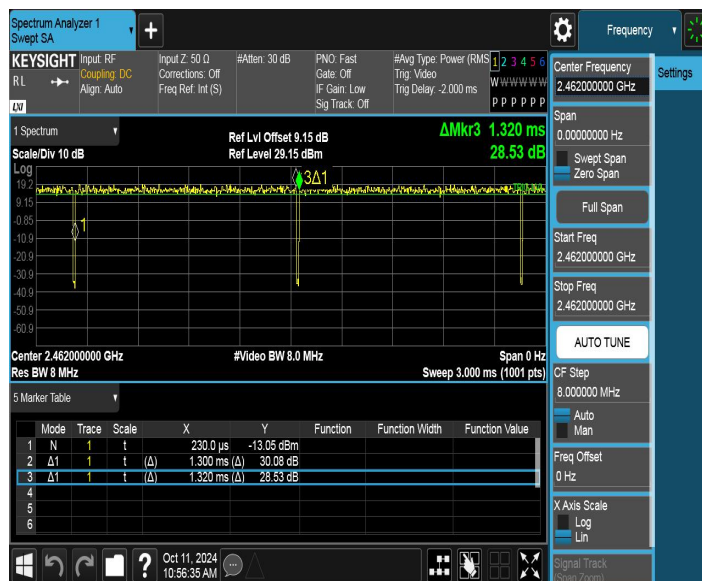 Spectrum Analyzer 1
Swept SA
+
Frequency
KEYSIGHT
RL
LXI
Input: RF
Coupling: DC
Align: Auto
Input Z: 50 Ω
Corrections: Off
Freq Ref: Int (S)
#Atten: 30 dB
PNO: Fast
Gate: Off
IF Gain: Low
Sig Track: Off
#Avg Type: Power (RMS
Trig: Video
Trig Delay: -2.000 ms
1 2 3 4 5 6
W W W W W W
P P P P P P
1 Spectrum
Scale/Div 10 dB
Ref Lvl Offset 9.15 dB
Ref Level 29.15 dBm
ΔMkr3 1.320 ms
28.53 dB
Log
19.2
9.15
-0.85
-10.9
-20.9
-30.9
-40.9
-50.9
-60.9
1
3Δ1
Center 2.462000000 GHz
Res BW 8 MHz
#Video BW 8.0 MHz
Span 0 Hz
Sweep 3.000 ms (1001 pts)
5 Marker Table
Mode Trace Scale X Y Function Function Width Function Value
1 N 1 t 230.0 µs -13.05 dBm
2 Δ1 1 t (Δ) 1.300 ms (Δ) 30.08 dB
3 Δ1 1 t (Δ) 1.320 ms (Δ) 28.53 dB
4
5
6
?
Oct 11, 2024
10:56:35 AM
Center Frequency
2.462000000 GHz
Settings
Span
0.00000000 Hz
Swept Span
Zero Span
Full Span
Start Freq
2.462000000 GHz
Stop Freq
2.462000000 GHz
AUTO TUNE
CF Step
8.000000 MHz
Auto
Man
Freq Offset
0 Hz
X Axis Scale
Log
Lin
Signal Track
(Span Zoom)